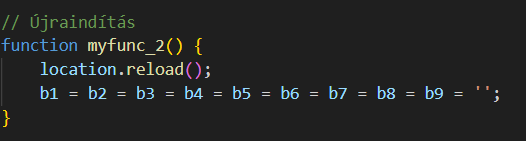 // Újraindítás
function myfunc_2() {
    location.reload();
    b1 = b2 = b3 = b4 = b5 = b6 = b7 = b8 = b9 = '';
}